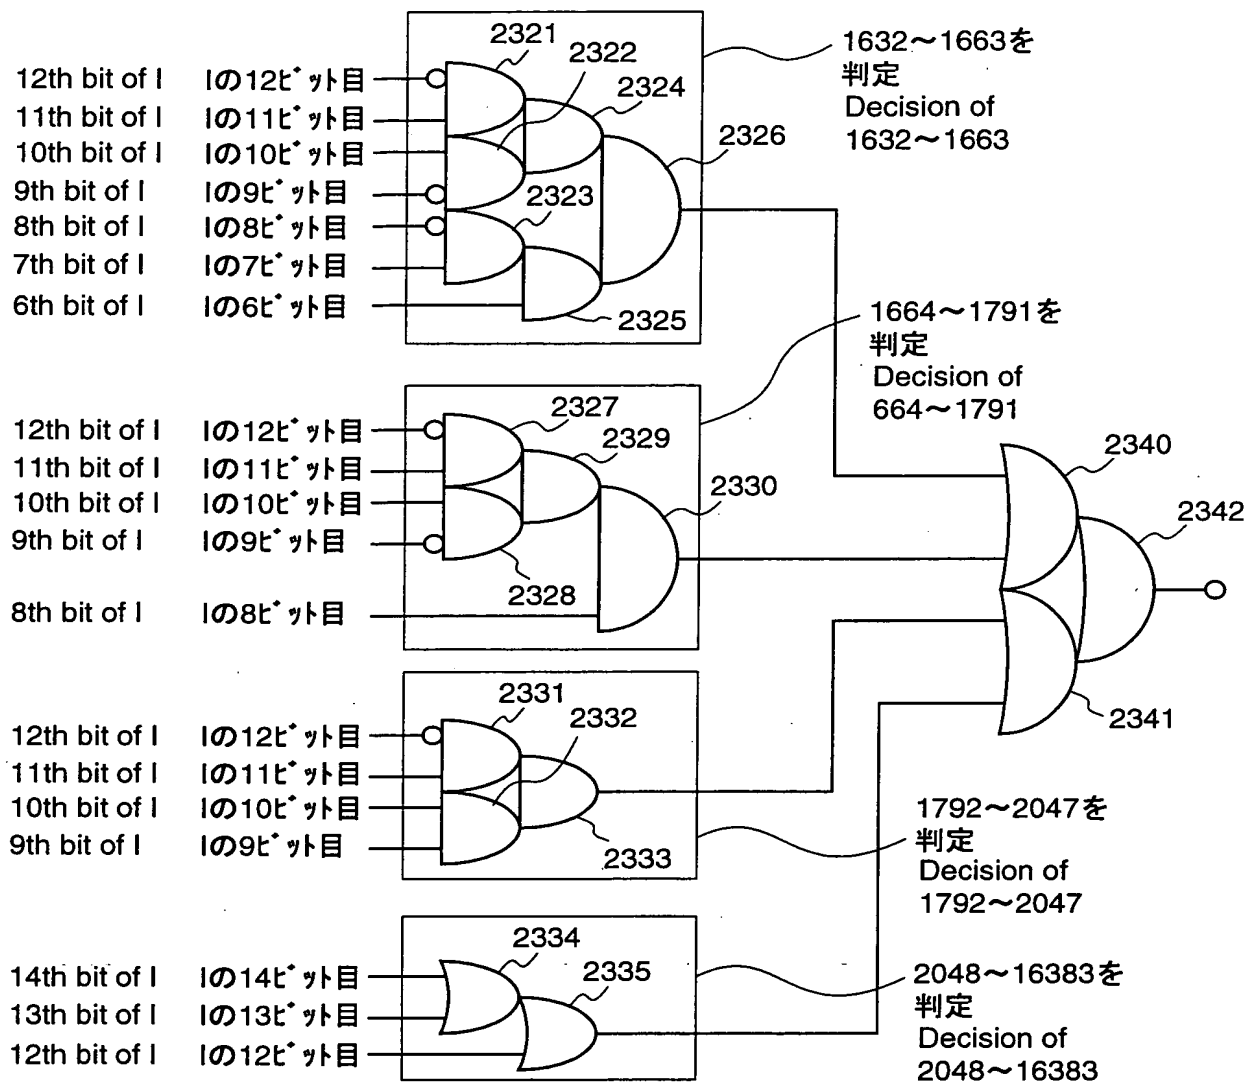 2321
2322
2324
2326
2323
2325
12th bit of I Iの12ビット目
11th bit of I Iの11ビット目
10th bit of I Iの10ビット目
9th bit of I Iの9ビット目
8th bit of I Iの8ビット目
7th bit of I Iの7ビット目
6th bit of I Iの6ビット目
1632～1663を
判定
Decision of
1632～1663
2327
2329
2330
2328
12th bit of I Iの12ビット目
11th bit of I Iの11ビット目
10th bit of I Iの10ビット目
9th bit of I Iの9ビット目
8th bit of I Iの8ビット目
1664～1791を
判定
Decision of
664～1791
2340
2342
2341
2331
2332
2333
12th bit of I Iの12ビット目
11th bit of I Iの11ビット目
10th bit of I Iの10ビット目
9th bit of I Iの9ビット目
1792～2047を
判定
Decision of
1792～2047
2334
2335
14th bit of I Iの14ビット目
13th bit of I Iの13ビット目
12th bit of I Iの12ビット目
2048～16383を
判定
Decision of
2048～16383